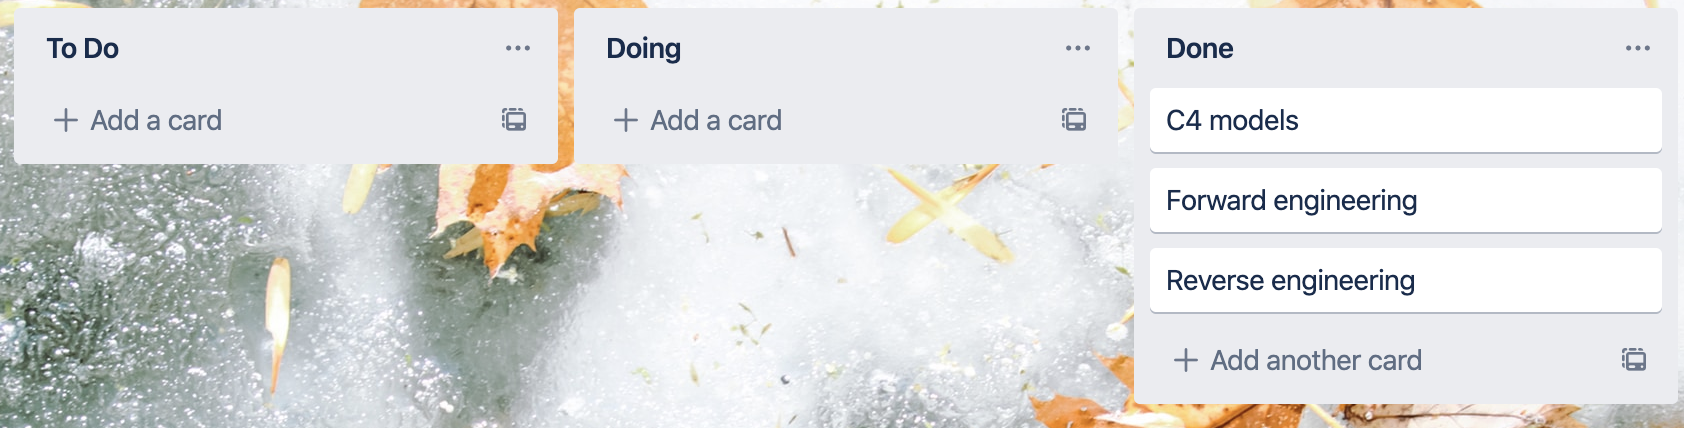 To Do
Add a card
Doing
Add a card
Done
C4 models
Forward engineering
Reverse engineering
Add another card